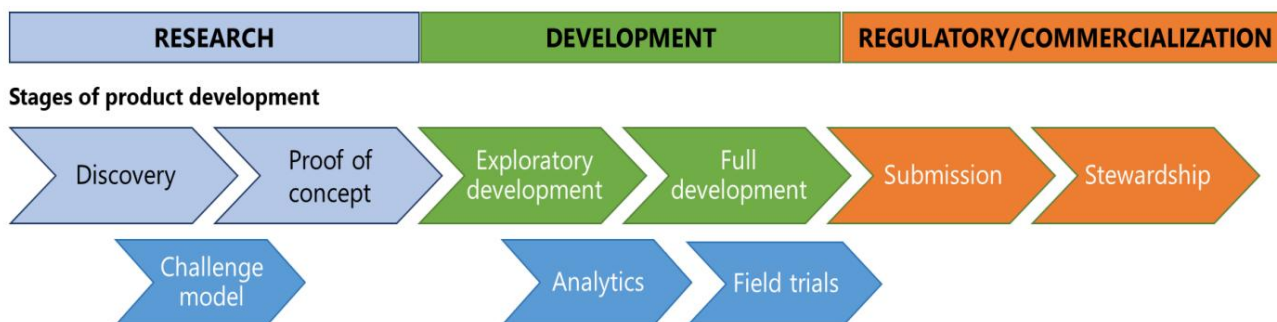 RESEARCH
DEVELOPMENT
REGULATORY/COMMERCIALIZATION
Stages of product development
Discovery
Proof of
concept
Exploratory
development
Full
development
Submission
Stewardship
Challenge
model
Analytics
Field trials